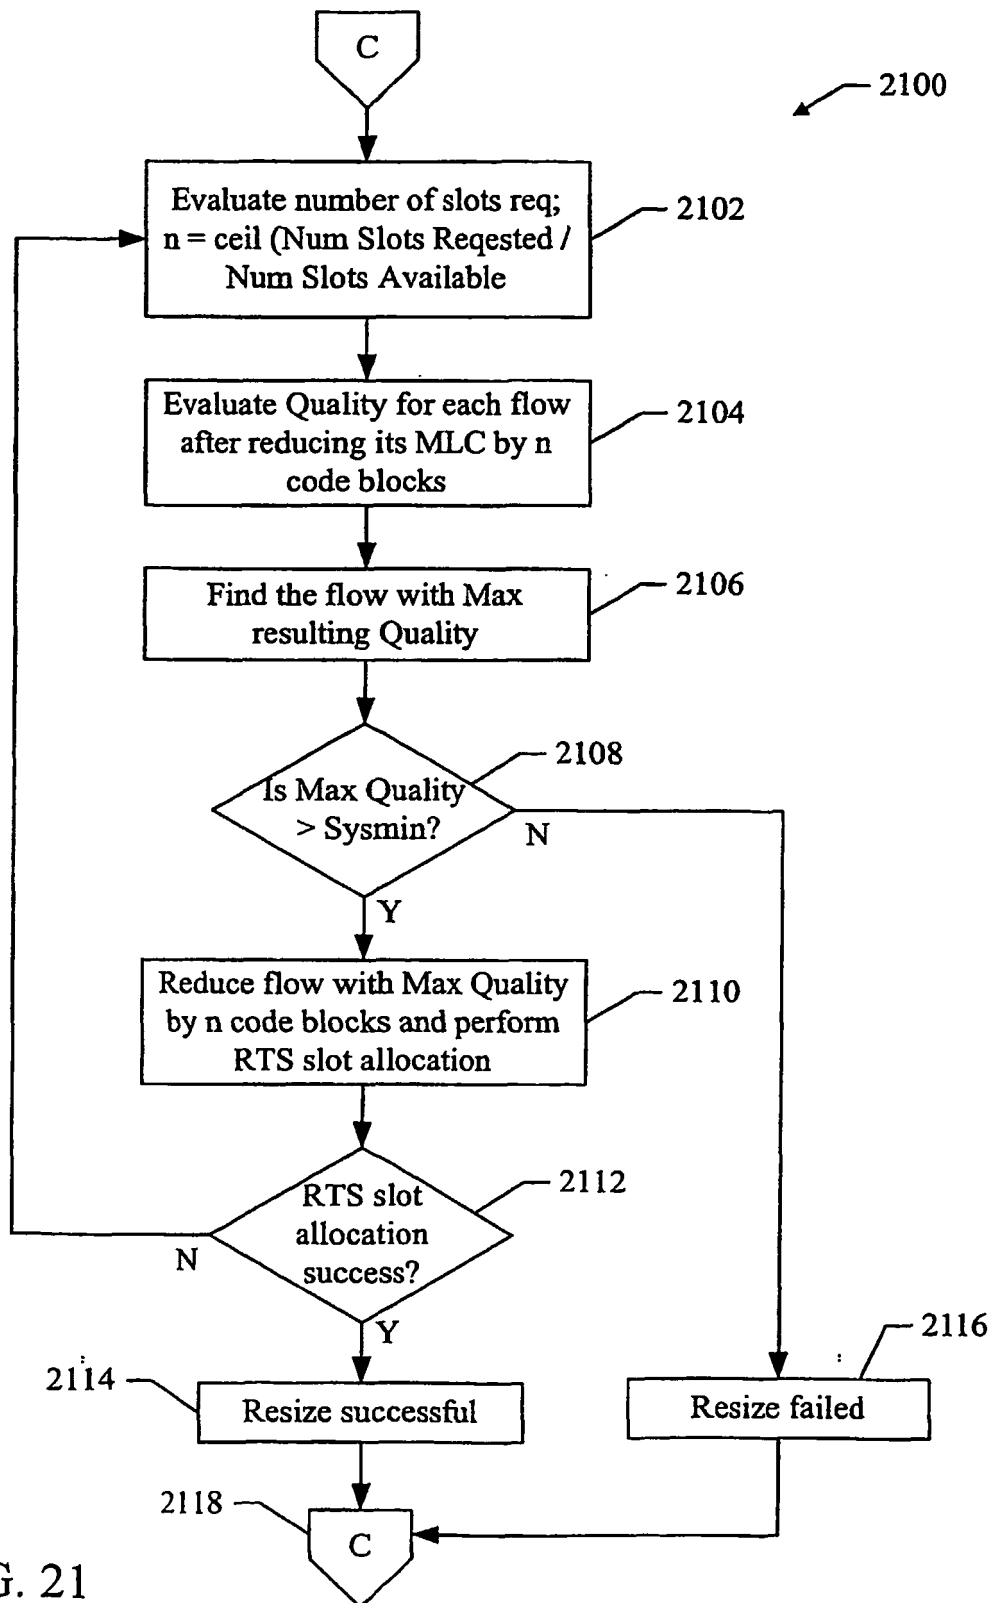 C
2100
Evaluate number of slots req;
n = ceil (Num Slots Reqested /
Num Slots Available
2102
Evaluate Quality for each flow
after reducing its MLC by n
code blocks
2104
Find the flow with Max
resulting Quality
2106
Is Max Quality
> Sysmin?
2108
N
Y
Reduce flow with Max Quality
by n code blocks and perform
RTS slot allocation
2110
RTS slot
allocation
success?
2112
N
Y
2114
Resize successful
2116
Resize failed
2118
C
G. 21